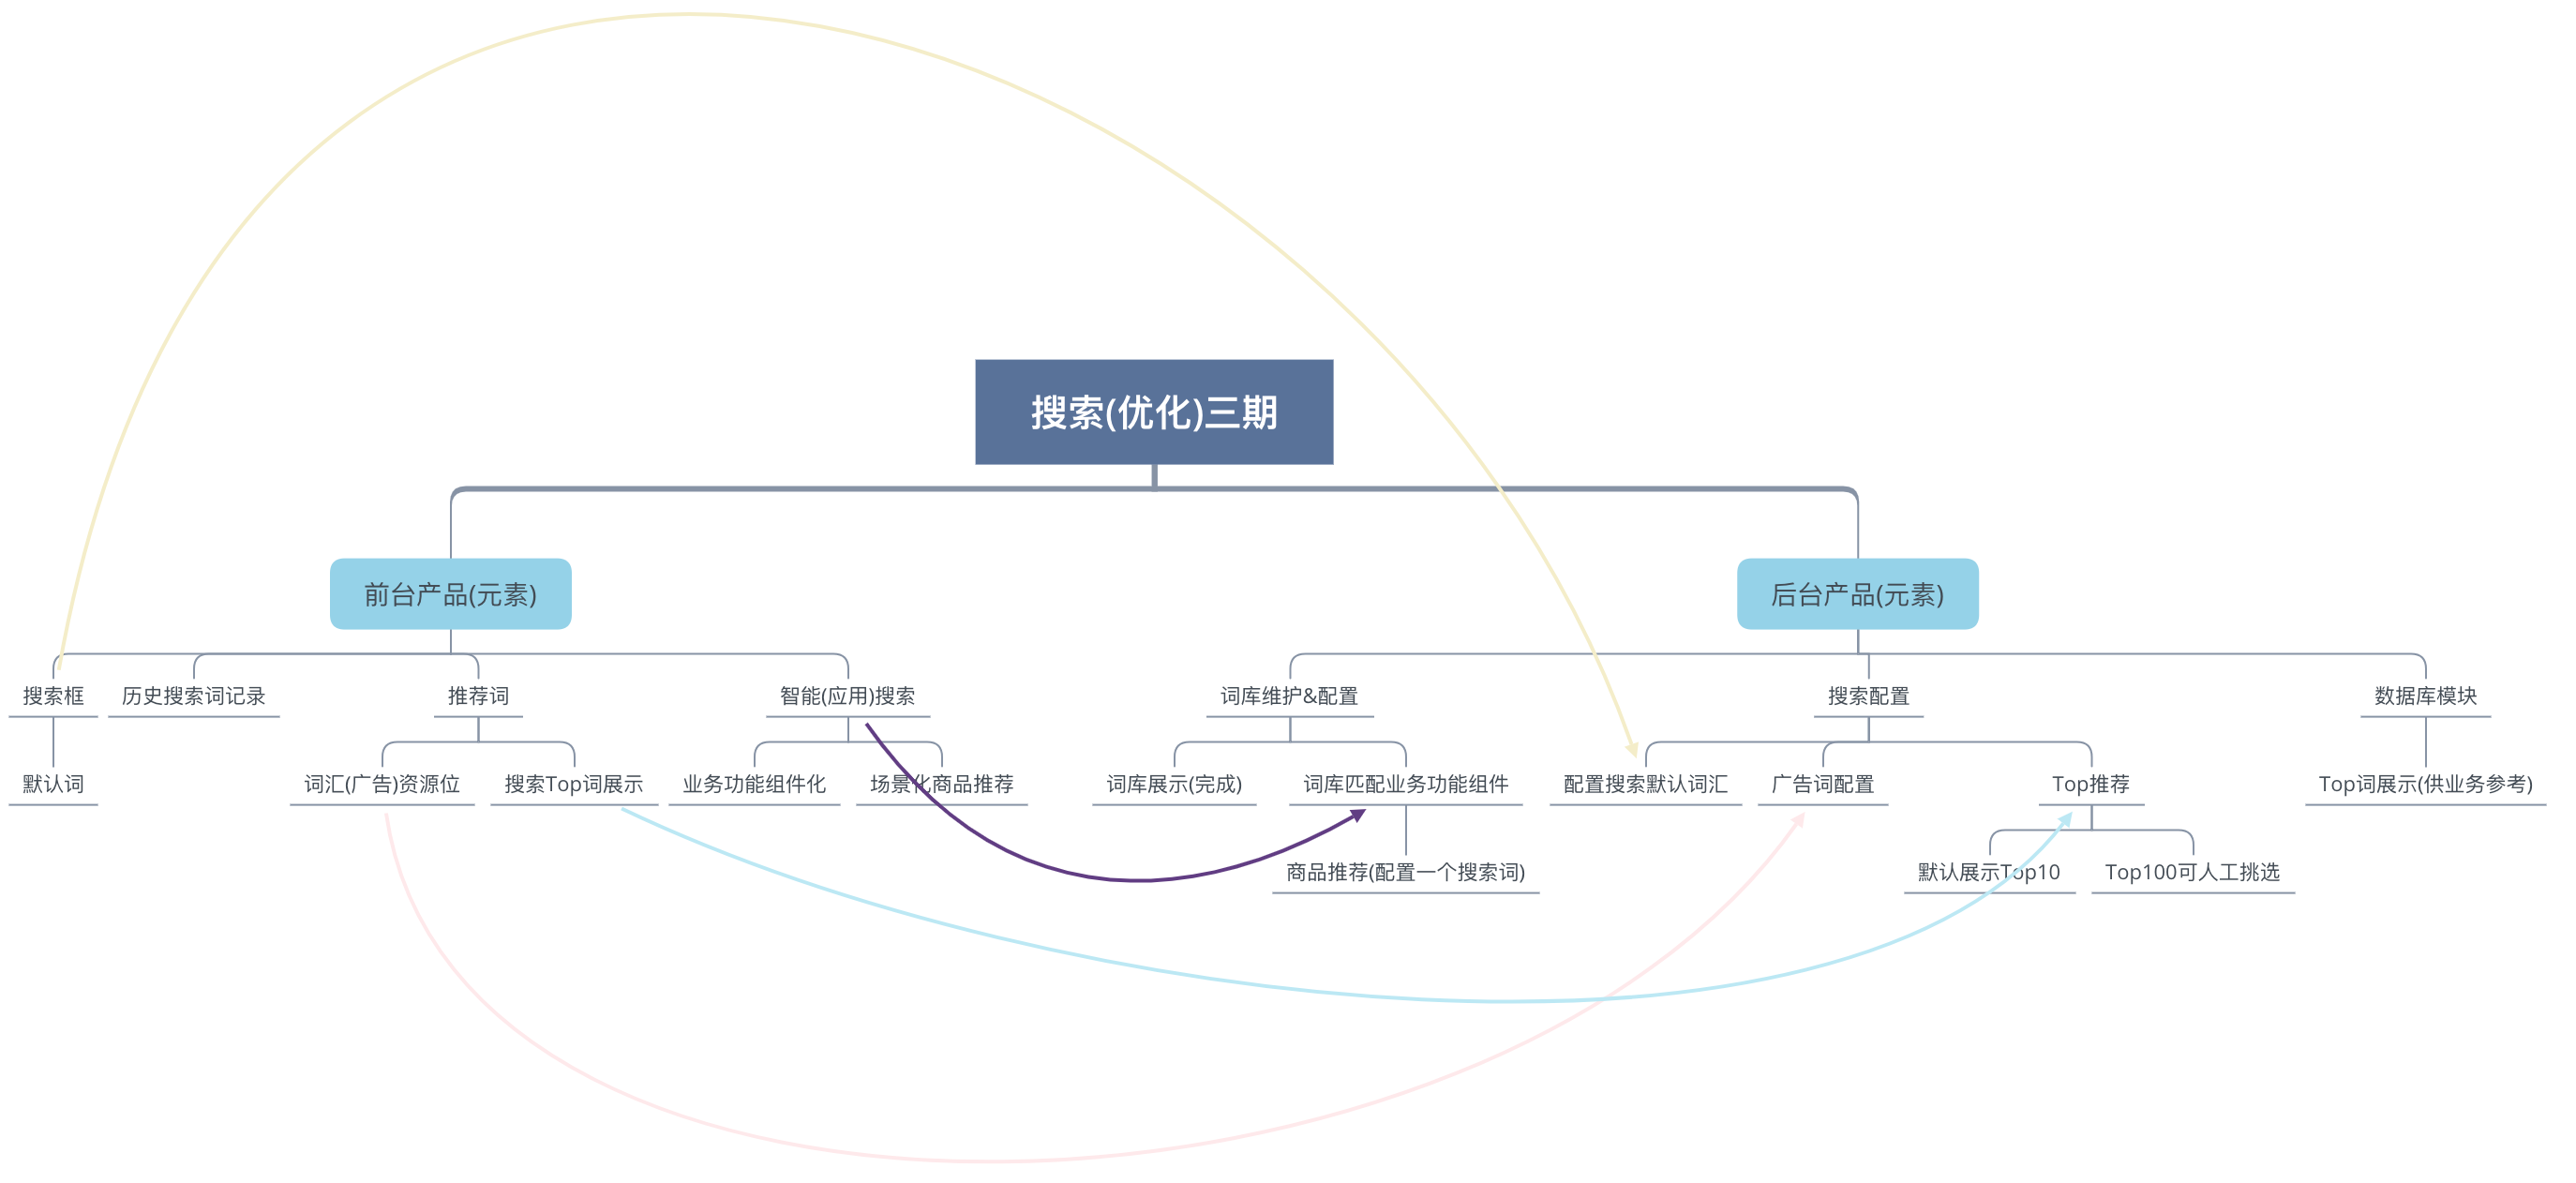 搜索(优化)三期
前台产品(元素)
后台产品(元素)
搜索框
历史搜索词记录
推荐词
智能(应用)搜索
词库维护&配置
搜索配置
数据库模块
默认词
词汇(广告)资源位
搜索Top词展示
业务功能组件化
场景化商品推荐
词库展示(完成)
词库匹配业务功能组件
配置搜索默认词汇
广告词配置
Top推荐
Top词展示(供业务参考)
商品推荐(配置一个搜索词)
默认展示Top10
Top100可人工挑选